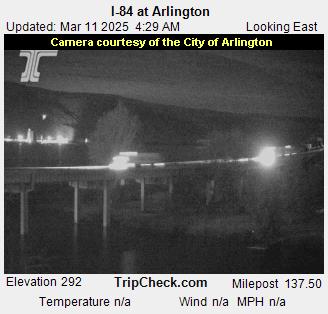 I-84 at Arlington
Updated: Mar 11 2025 4:29 AM Looking East
Camera courtesy of the City of Arlington
Elevation 292 TripCheck.com Milepost 137.50
Temperature n/a Wind n/a MPH n/a